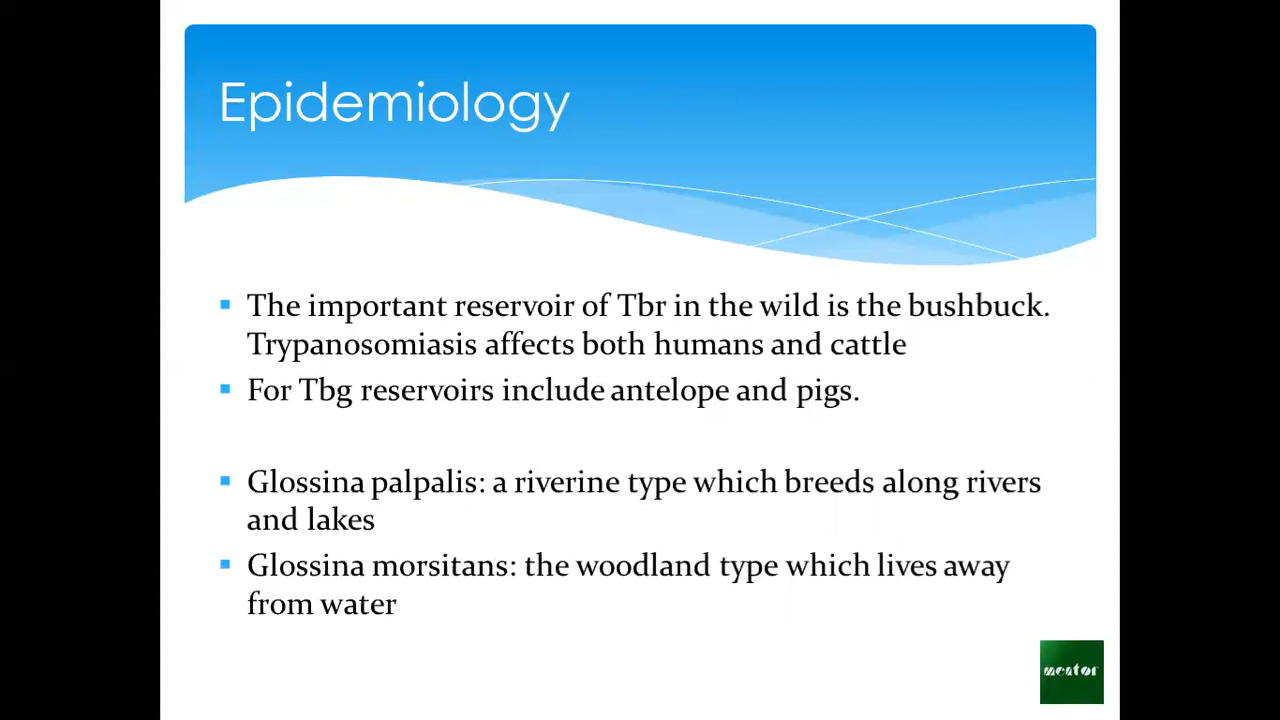 Epidemiology
The important reservoir of Tbr in the wild is the bushbuck.
Trypanosomiasis affects both humans and cattle
For Tbg reservoirs include antelope and pigs.
Glossina palpalis: a riverine type which breeds along rivers
and lakes
Glossina morsitans: the woodland type which lives away
from water
mentor